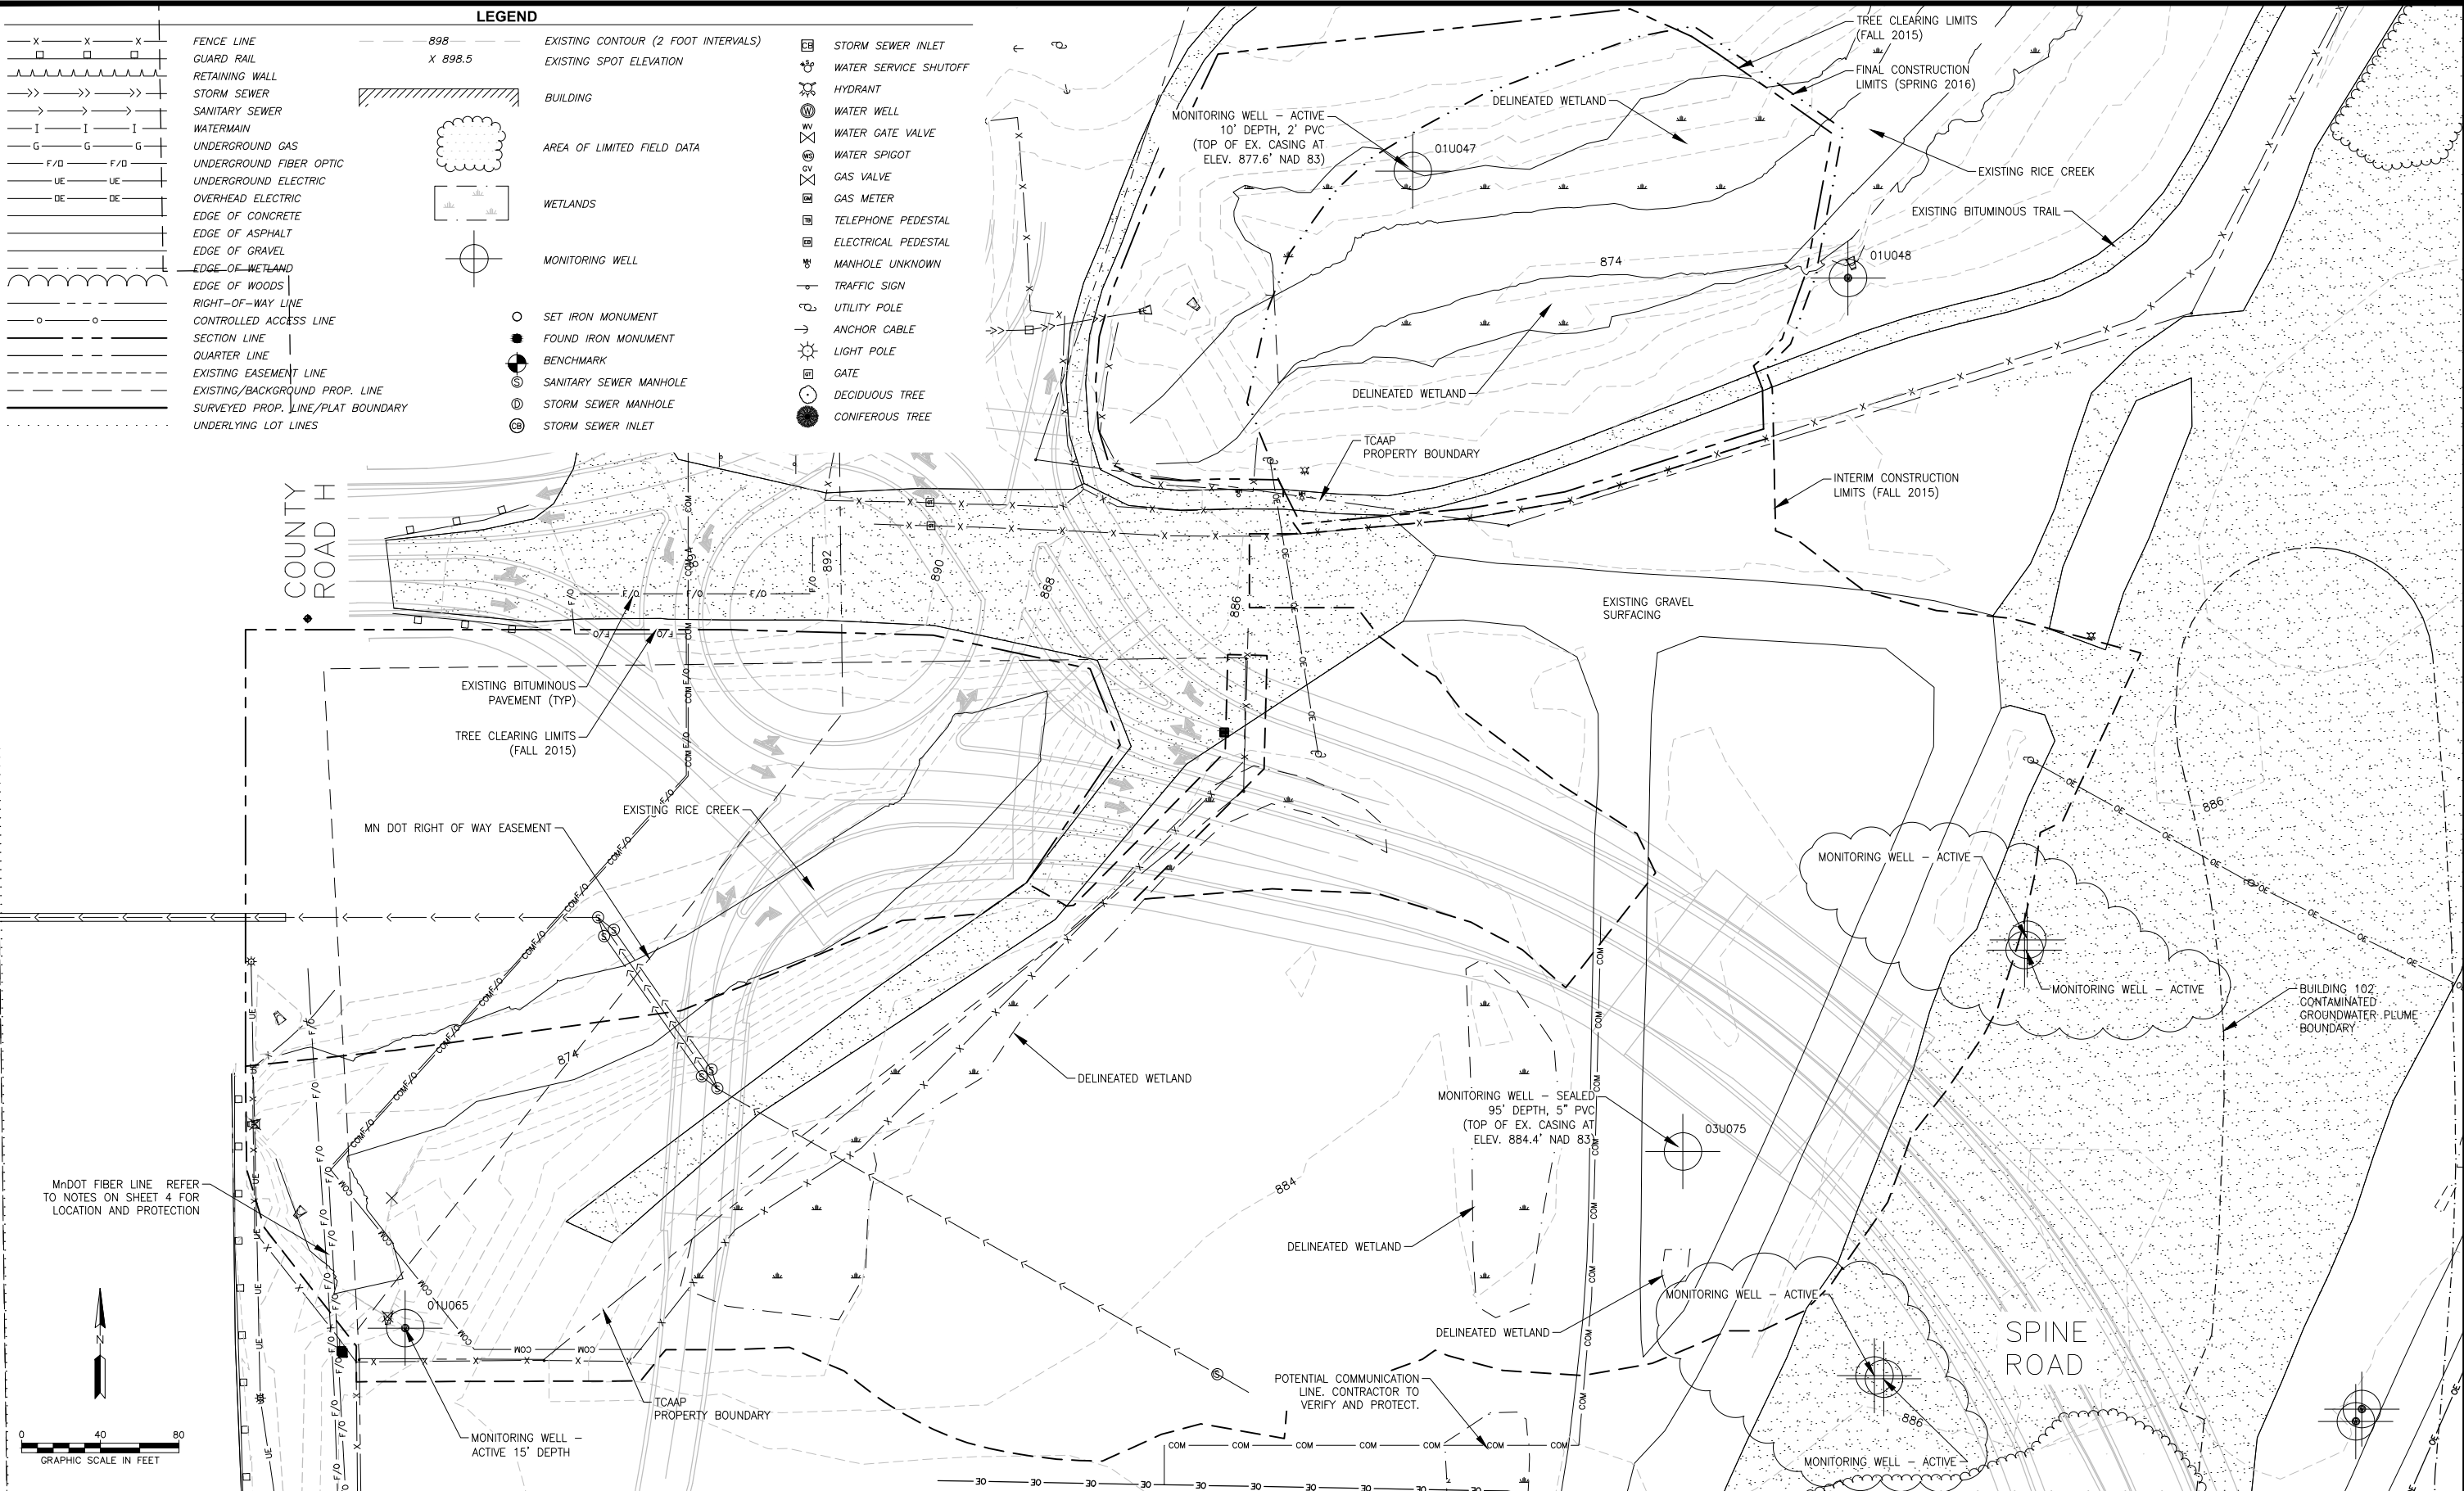 LEGEND
FENCE LINE
GUARD RAIL
RETAINING WALL
STORM SEWER
SANITARY SEWER
WATERMAIN
UNDERGROUND GAS
UNDERGROUND FIBER OPTIC
UNDERGROUND ELECTRIC
OVERHEAD ELECTRIC
EDGE OF CONCRETE
EDGE OF ASPHALT
EDGE OF GRAVEL
EDGE OF WETLAND
EDGE OF WOODS
RIGHT-OF-WAY LINE
CONTROLLED ACCESS LINE
SECTION LINE
QUARTER LINE
EXISTING EASEMENT LINE
EXISTING/BACKGROUND PROP. LINE
SURVEYED PROP. LINE/PLAT BOUNDARY
UNDERLYING LOT LINES
898 EXISTING CONTOUR (2 FOOT INTERVALS)
X 898.5 EXISTING SPOT ELEVATION
BUILDING
AREA OF LIMITED FIELD DATA
WETLANDS
MONITORING WELL
SET IRON MONUMENT
FOUND IRON MONUMENT
BENCHMARK
SANITARY SEWER MANHOLE
STORM SEWER MANHOLE
STORM SEWER INLET
STORM SEWER INLET
WATER SERVICE SHUTOFF
HYDRANT
WATER WELL
WATER GATE VALVE
WATER SPIGOT
GAS VALVE
GAS METER
TELEPHONE PEDESTAL
ELECTRICAL PEDESTAL
MANHOLE UNKNOWN
TRAFFIC SIGN
UTILITY POLE
ANCHOR CABLE
LIGHT POLE
GATE
DECIDUOUS TREE
CONIFEROUS TREE
TREE CLEARING LIMITS
(FALL 2015)
FINAL CONSTRUCTION
LIMITS (SPRING 2016)
DELINEATED WETLAND
MONITORING WELL - ACTIVE
10' DEPTH, 2' PVC
(TOP OF EX. CASING AT
ELEV. 877.6' NAD 83)
01U047
EXISTING RICE CREEK
EXISTING BITUMINOUS TRAIL
01U048
874
DELINEATED WETLAND
TCAAP
PROPERTY BOUNDARY
INTERIM CONSTRUCTION
LIMITS (FALL 2015)
COUNTY
ROAD H
894
892
890
888
886
EXISTING GRAVEL
SURFACING
EXISTING BITUMINOUS
PAVEMENT (TYP)
TREE CLEARING LIMITS
(FALL 2015)
EXISTING RICE CREEK
MN DOT RIGHT OF WAY EASEMENT
886
MONITORING WELL - ACTIVE
MONITORING WELL - ACTIVE
BUILDING 102
CONTAMINATED
GROUNDWATER PLUME
BOUNDARY
874
DELINEATED WETLAND
MONITORING WELL - SEALED
95' DEPTH, 5" PVC
(TOP OF EX. CASING AT
ELEV. 884.4' NAD 83)
03U075
MnDOT FIBER LINE REFER
TO NOTES ON SHEET 4 FOR
LOCATION AND PROTECTION
884
DELINEATED WETLAND
01U065
MONITORING WELL - ACTIVE
DELINEATED WETLAND
SPINE
ROAD
POTENTIAL COMMUNICATION
LINE. CONTRACTOR TO
VERIFY AND PROTECT.
TCAAP
PROPERTY BOUNDARY
886
MONITORING WELL -
ACTIVE 15' DEPTH
MONITORING WELL - ACTIVE
N
0 40 80
GRAPHIC SCALE IN FEET